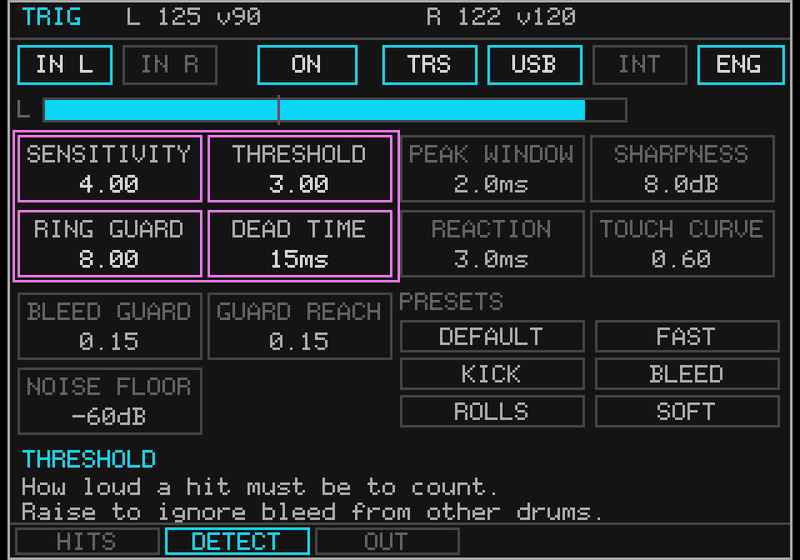 TRIG L 125 v90 R 122 v120
IN L IN R ON TRS USB INT ENG
L
SENSITIVITY THRESHOLD PEAK WINDOW SHARPNESS
4.00 3.00 2.0ms 8.0dB
RING GUARD DEAD TIME REACTION TOUCH CURVE
8.00 15ms 3.0ms 0.60
BLEED GUARD GUARD REACH PRESETS
0.15 0.15 DEFAULT FAST
KICK BLEED
NOISE FLOOR
-60dB ROLLS SOFT
THRESHOLD
How loud a hit must be to count.
Raise to ignore bleed from other drums.
HITS DETECT OUT